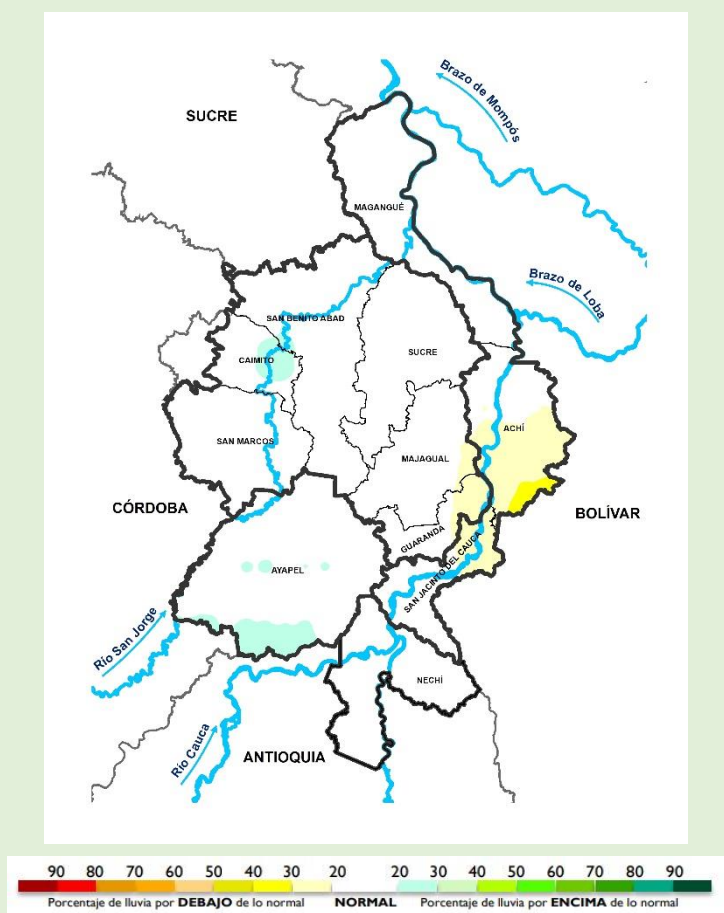 Brazo de Mompós
SUCRE
MAGANGUÉ
Brazo de Loba
SAN BENITO ABAD
CAIMITO
SUCRE
ACHÍ
SAN MARCOS
MAJAGUAL
CÓRDOBA
BOLÍVAR
GUARANDA
SAN JACINTO DEL CAUCA
AYAPEL
Río San Jorge
NECHÍ
Río Cauca
ANTIOQUIA
90 80 70 60 50 40 30 20 20 30 40 50 60 70 80 90
Porcentaje de lluvia por DEBAJO de lo normal NORMAL Porcentaje de lluvia por ENCIMA de lo normal